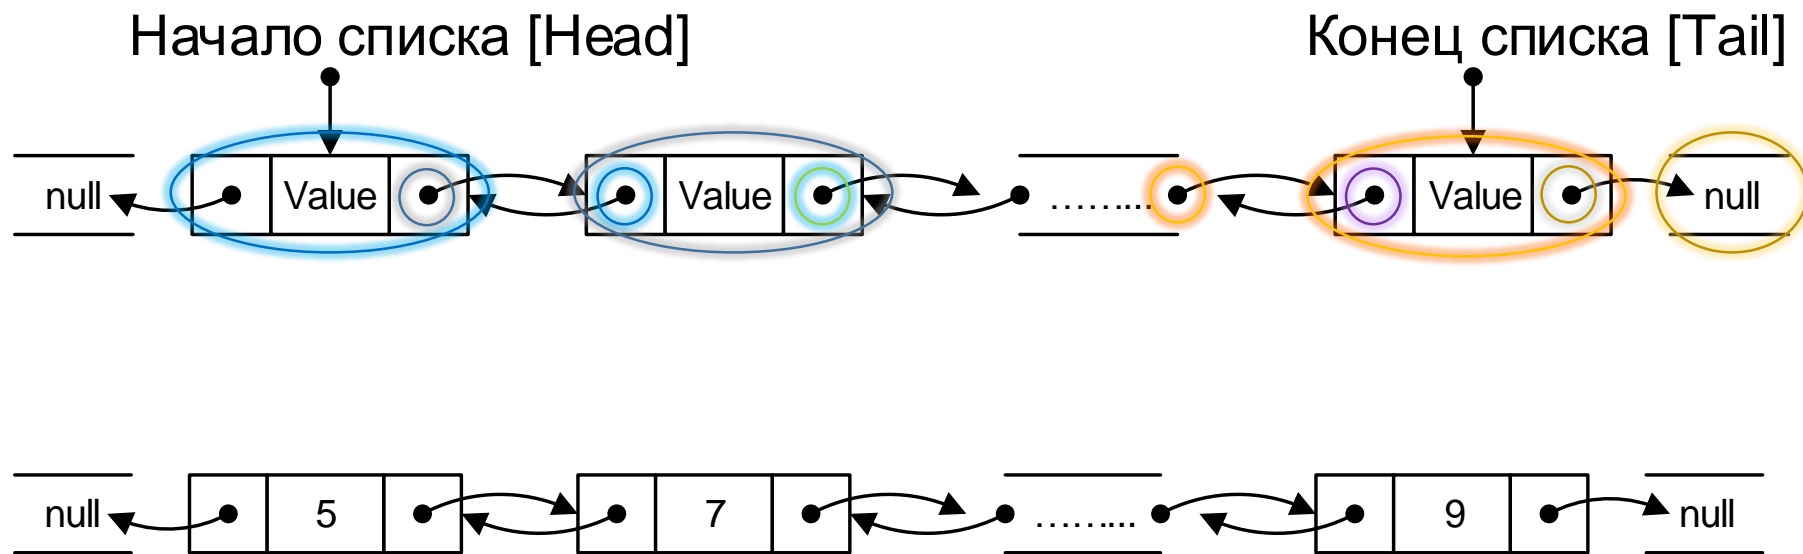 Начало списка [Head] Конец списка [Tail]
null Value Value ............ Value null
null 5 7 ............ 9 null